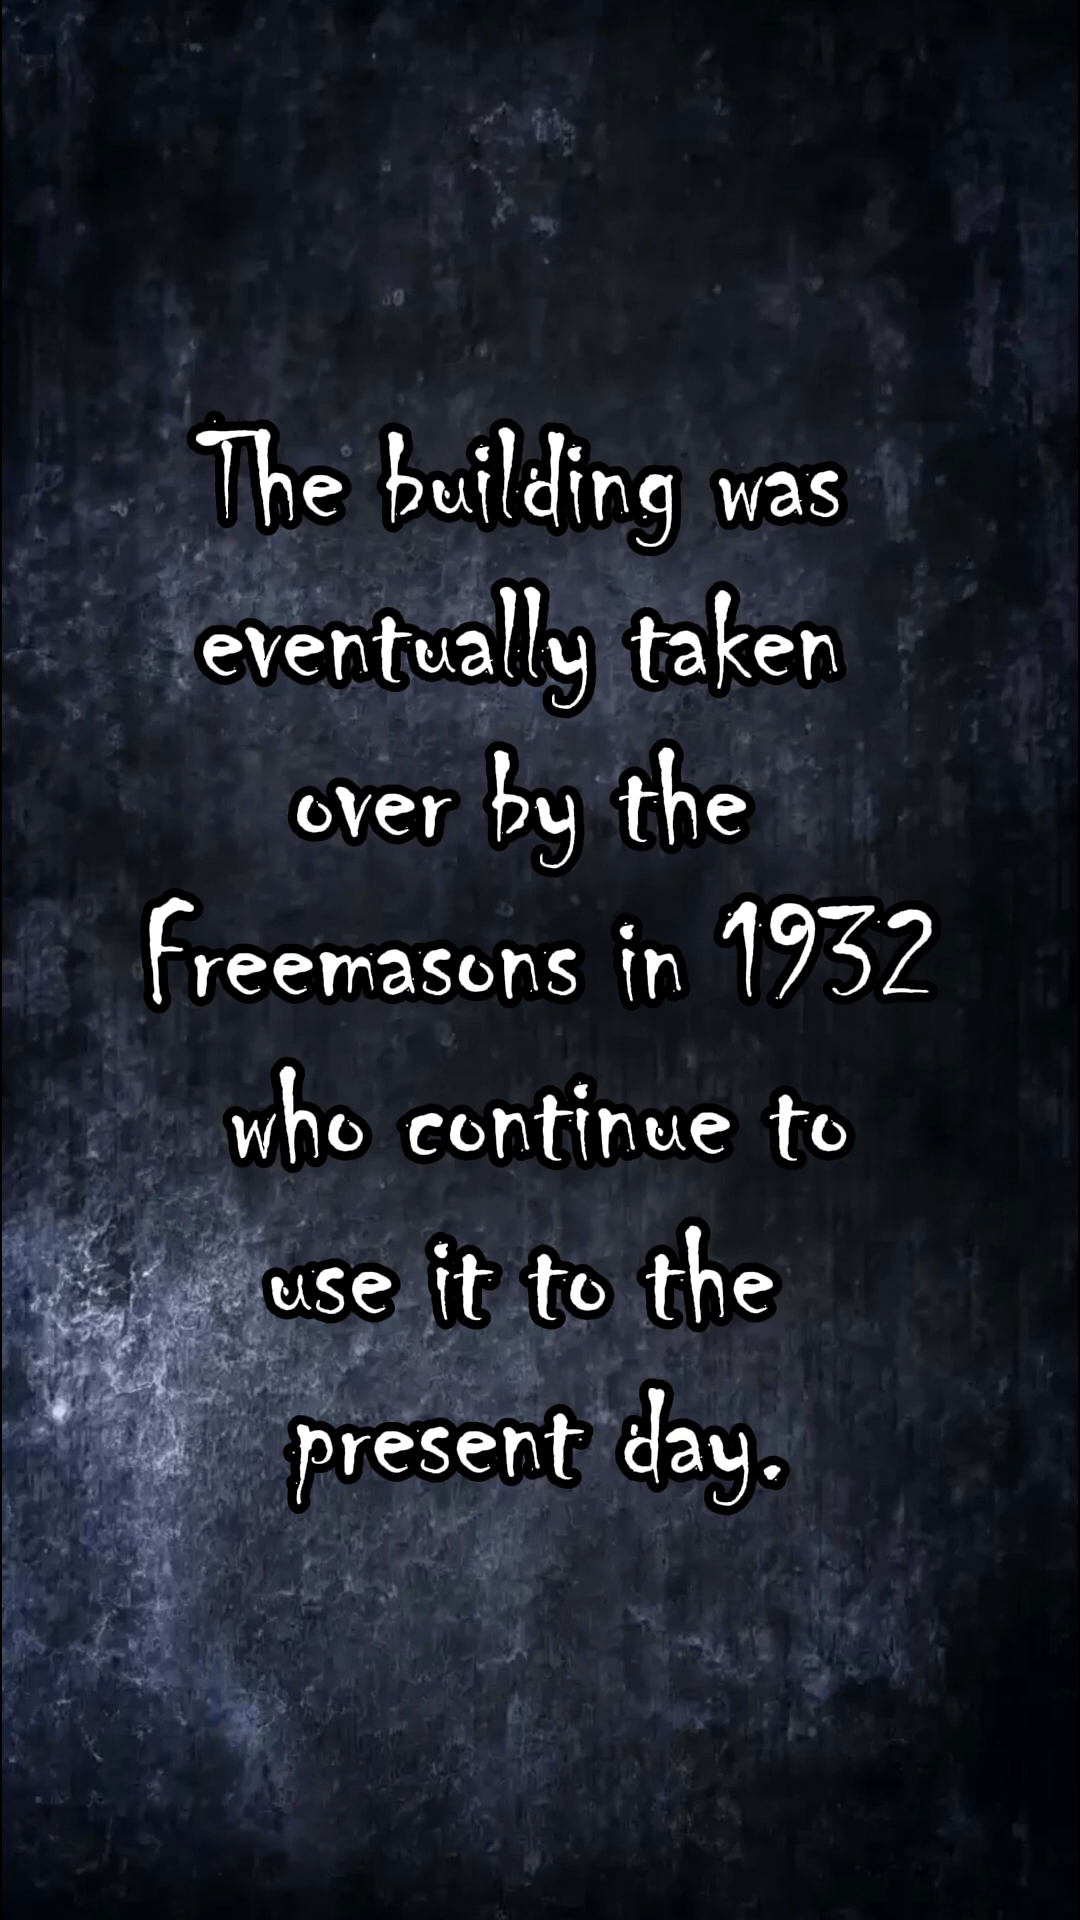 The building was
eventually taken
over by the
Freemasons in 1932
who continue to
use it to the
present day.